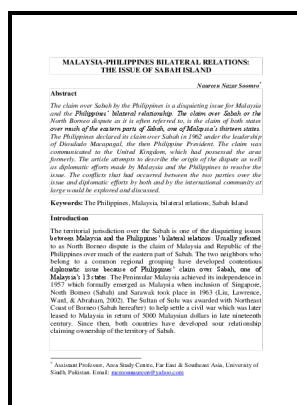 MALAYSIA-PHILIPPINES BILATERAL RELATIONS:
THE ISSUE OF SABAH ISLAND
Naureen Nazar Soomro*
Abstract
The claim over Sabah by the Philippines is a disquieting issue for Malaysia
and the Philippines' bilateral relationship. The claim over Sabah or the
North Borneo dispute as it is often referred to, is the claim of both states
over much of the eastern parts of Sabah, one of Malaysia's thirteen states.
The Philippines declared its claim over Sabah in 1962 under the leadership
of Diosdado Macapagal, the then Philippine President. The claim was
communicated to the United Kingdom, which had possessed the area
formerly. The article attempts to describe the origin of the dispute as well
as diplomatic efforts made by Malaysia and the Philippines to resolve the
issue. The conflicts that had occurred between the two parties over the
issue and diplomatic efforts by both and by the international community at
large would be explored and discussed.
Keywords: The Philippines, Malaysia, bilateral relations, Sabah Island
Introduction
The territorial jurisdiction over the Sabah is one of the disquieting issues
between Malaysia and the Philippines' bilateral relations. Usually referred
to as North Borneo dispute is the claim of Malaysia and Republic of the
Philippines over much of the eastern part of Sabah. The two neighbors who
belong to a common regional grouping have developed contentious
diplomatic issue because of Philippines' claim over Sabah, one of
Malaysia's 13 states. The Peninsular Malaysia achieved its independence in
1957 which formally emerged as Malaysia when inclusion of Singapore,
North Borneo (Sabah) and Sarawak took place in 1963 (Liu, Lawrence,
Ward, & Abraham, 2002). The Sultan of Sulu was awarded with Northeast
Coast of Borneo (Sabah hereafter) to help settle a civil war which was later
leased to Malaysia in return of 5000 Malaysian dollars in late nineteenth
century. Since then, both countries have developed sour relationship
claiming ownership of the territory of Sabah.
* Assistant Professor, Area Study Centre, Far East & Southeast Asia, University of
Sindh, Pakistan. Email: memonnaureen@yahoo.com